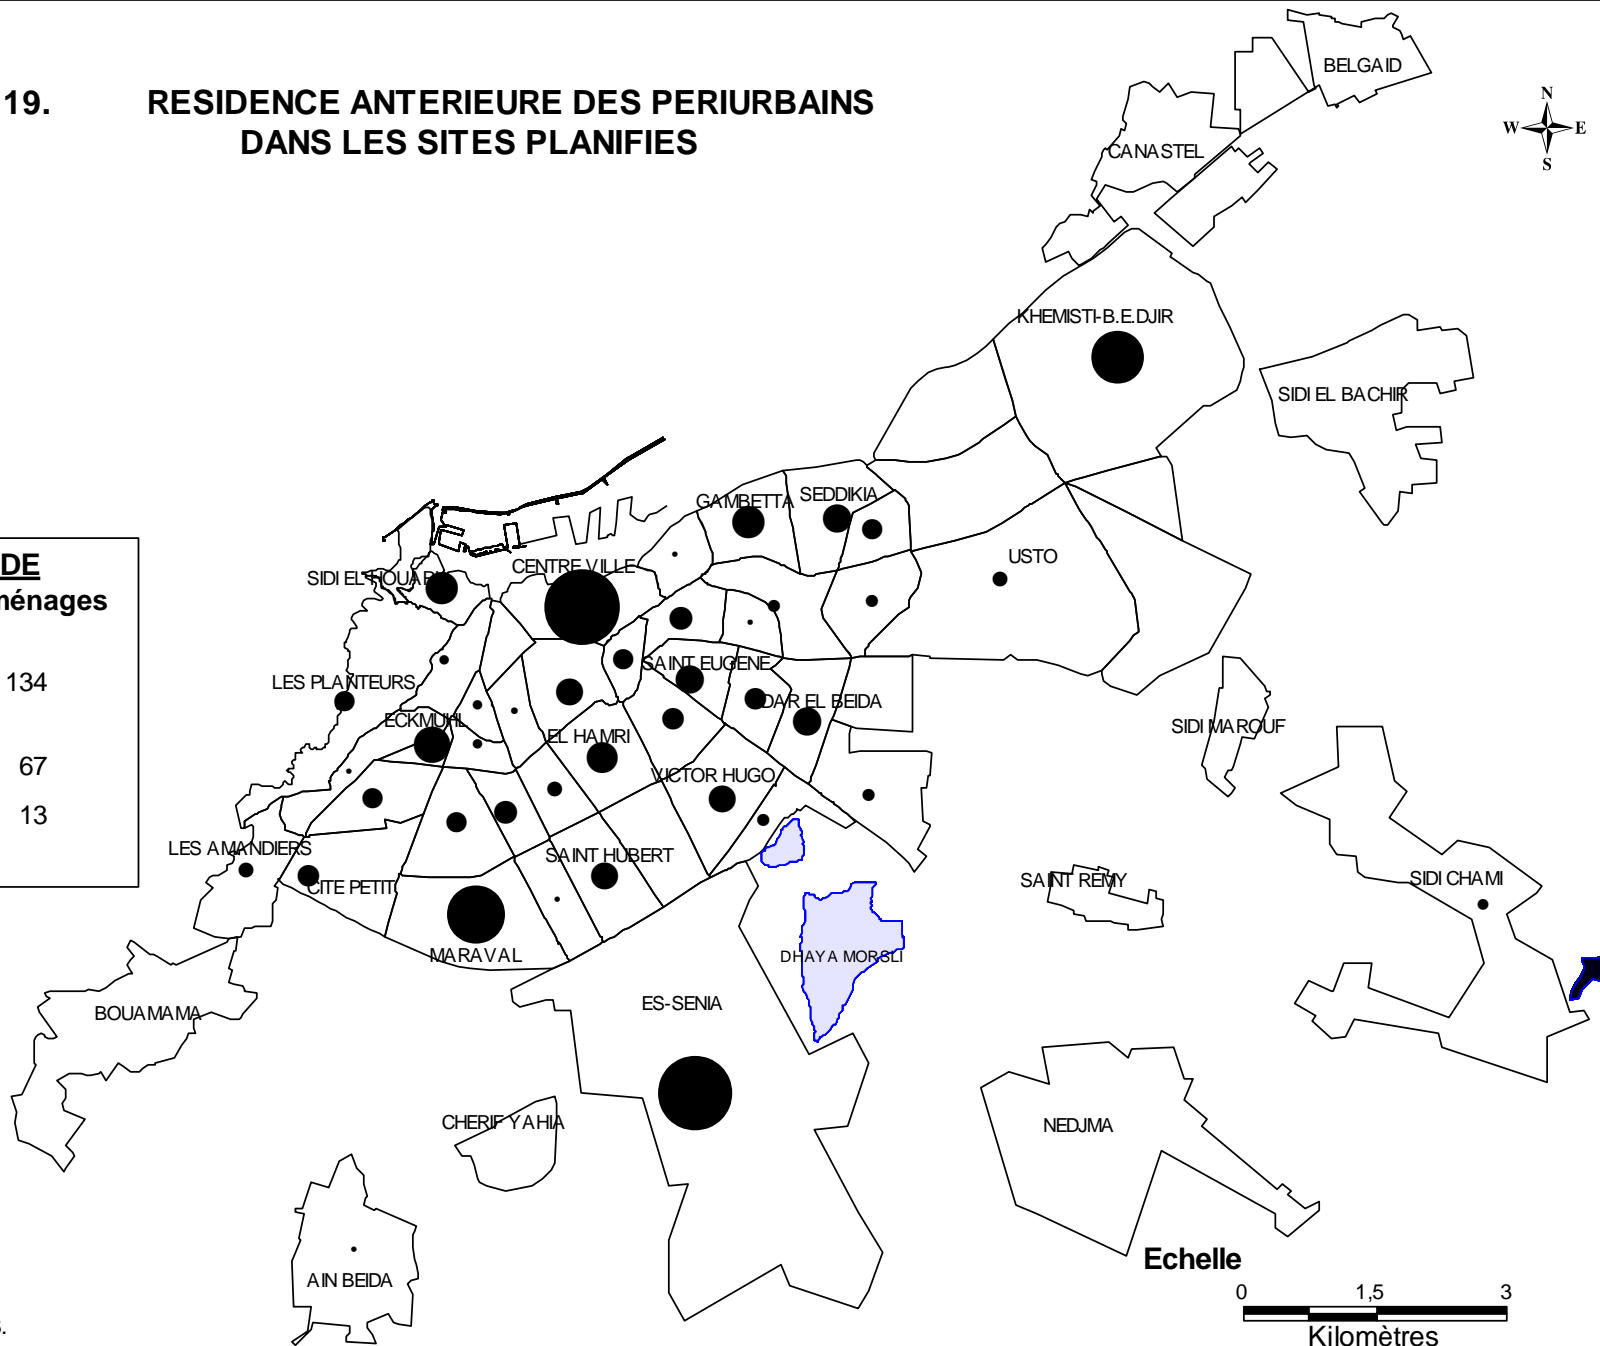 19. RESIDENCE ANTERIEURE DES PERIURBAINS
DANS LES SITES PLANIFIES
BELGAID
N
W E
S
CANASTEL
KHEMISTI-B.E.DJIR
SIDI EL BACHIR
GAMBETTA
SEDDIKIA
DE
ménages
134
67
13
USTO
CENTRE VILLE
SIDI EL HOUARI
SAINT EUGENE
LES PLANTEURS
DAR EL BEIDA
ECKMUHL
EL HAMRI
SIDI MAROUF
VICTOR HUGO
LES AMANDIERS
SAINT HUBERT
CITE PETIT
SAINT REMY
SIDI CHAMI
MARAVAL
DHAYA MORSLI
ES-SENIA
BOUAMAMA
CHERIF YAHIA
NEDJMA
AIN BEIDA
Echelle
0 1,5 3
Kilomètres